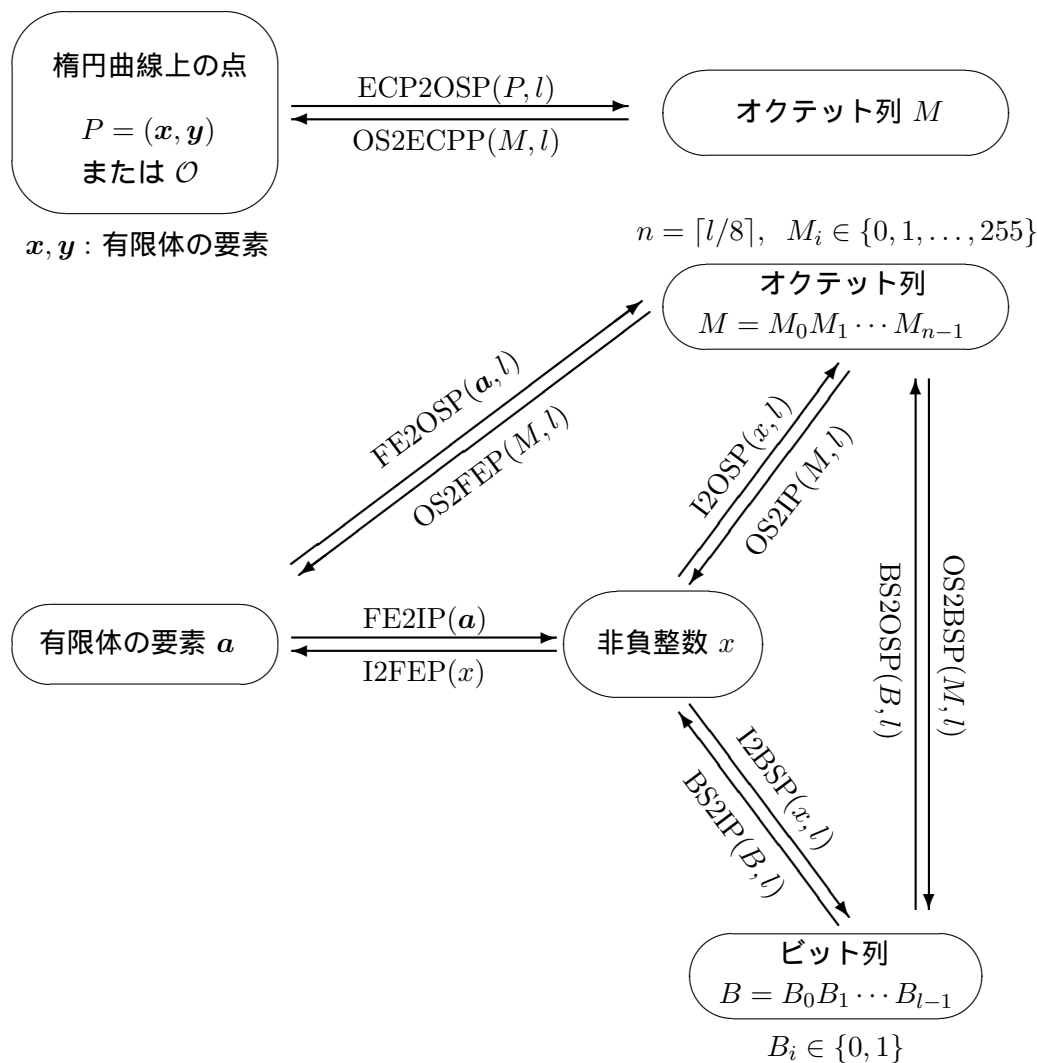 楕円曲線上の点
P = (x, y)
または 𝒪
ECP2OSP(P, l)
OS2ECPP(M, l)
オクテット列 M
x, y : 有限体の要素
n = ⌈l/8⌉, M_i ∈ {0, 1, . . . , 255}
オクテット列
M = M_0M_1 ⋯ M_{n−1}
FE2OSP(a, l)
OS2FEP(M, l)
I2OSP(x, l)
OS2IP(M, l)
BS2OSP(B, l)
OS2BSP(M, l)
有限体の要素 a
FE2IP(a)
I2FEP(x)
非負整数 x
I2BSP(x, l)
BS2IP(B, l)
ビット列
B = B_0B_1 ⋯ B_{l−1}
B_i ∈ {0, 1}